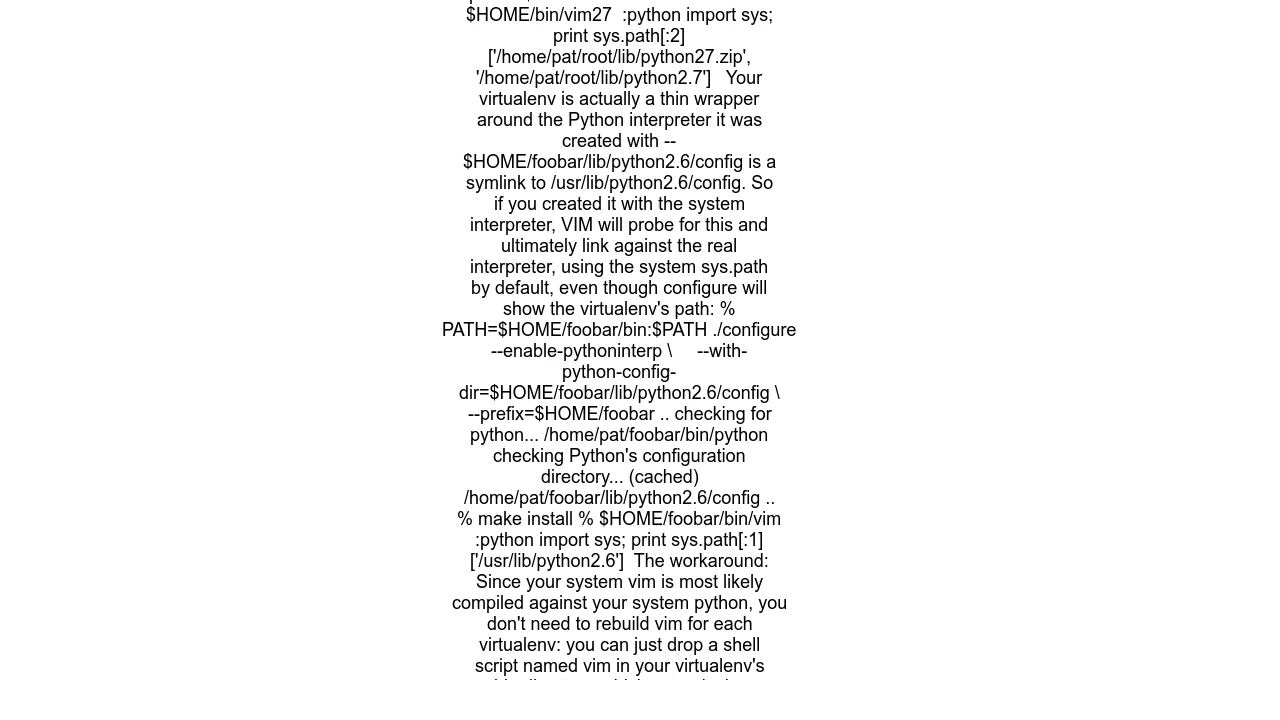 $HOME/bin/vim27  :python import sys;
print sys.path[:2]
['/home/pat/root/lib/python27.zip',
'/home/pat/root/lib/python2.7']   Your
virtualenv is actually a thin wrapper
around the Python interpreter it was
created with --
$HOME/foobar/lib/python2.6/config is a
symlink to /usr/lib/python2.6/config. So
if you created it with the system
interpreter, VIM will probe for this and
ultimately link against the real
interpreter, using the system sys.path
by default, even though configure will
show the virtualenv's path: %
PATH=$HOME/foobar/bin:$PATH ./configure
--enable-pythoninterp \     --with-
python-config-
dir=$HOME/foobar/lib/python2.6/config \
--prefix=$HOME/foobar .. checking for
python... /home/pat/foobar/bin/python
checking Python's configuration
directory... (cached)
/home/pat/foobar/lib/python2.6/config ..
% make install % $HOME/foobar/bin/vim
:python import sys; print sys.path[:1]
['/usr/lib/python2.6']  The workaround:
Since your system vim is most likely
compiled against your system python, you
don't need to rebuild vim for each
virtualenv: you can just drop a shell
script named vim in your virtualenv's